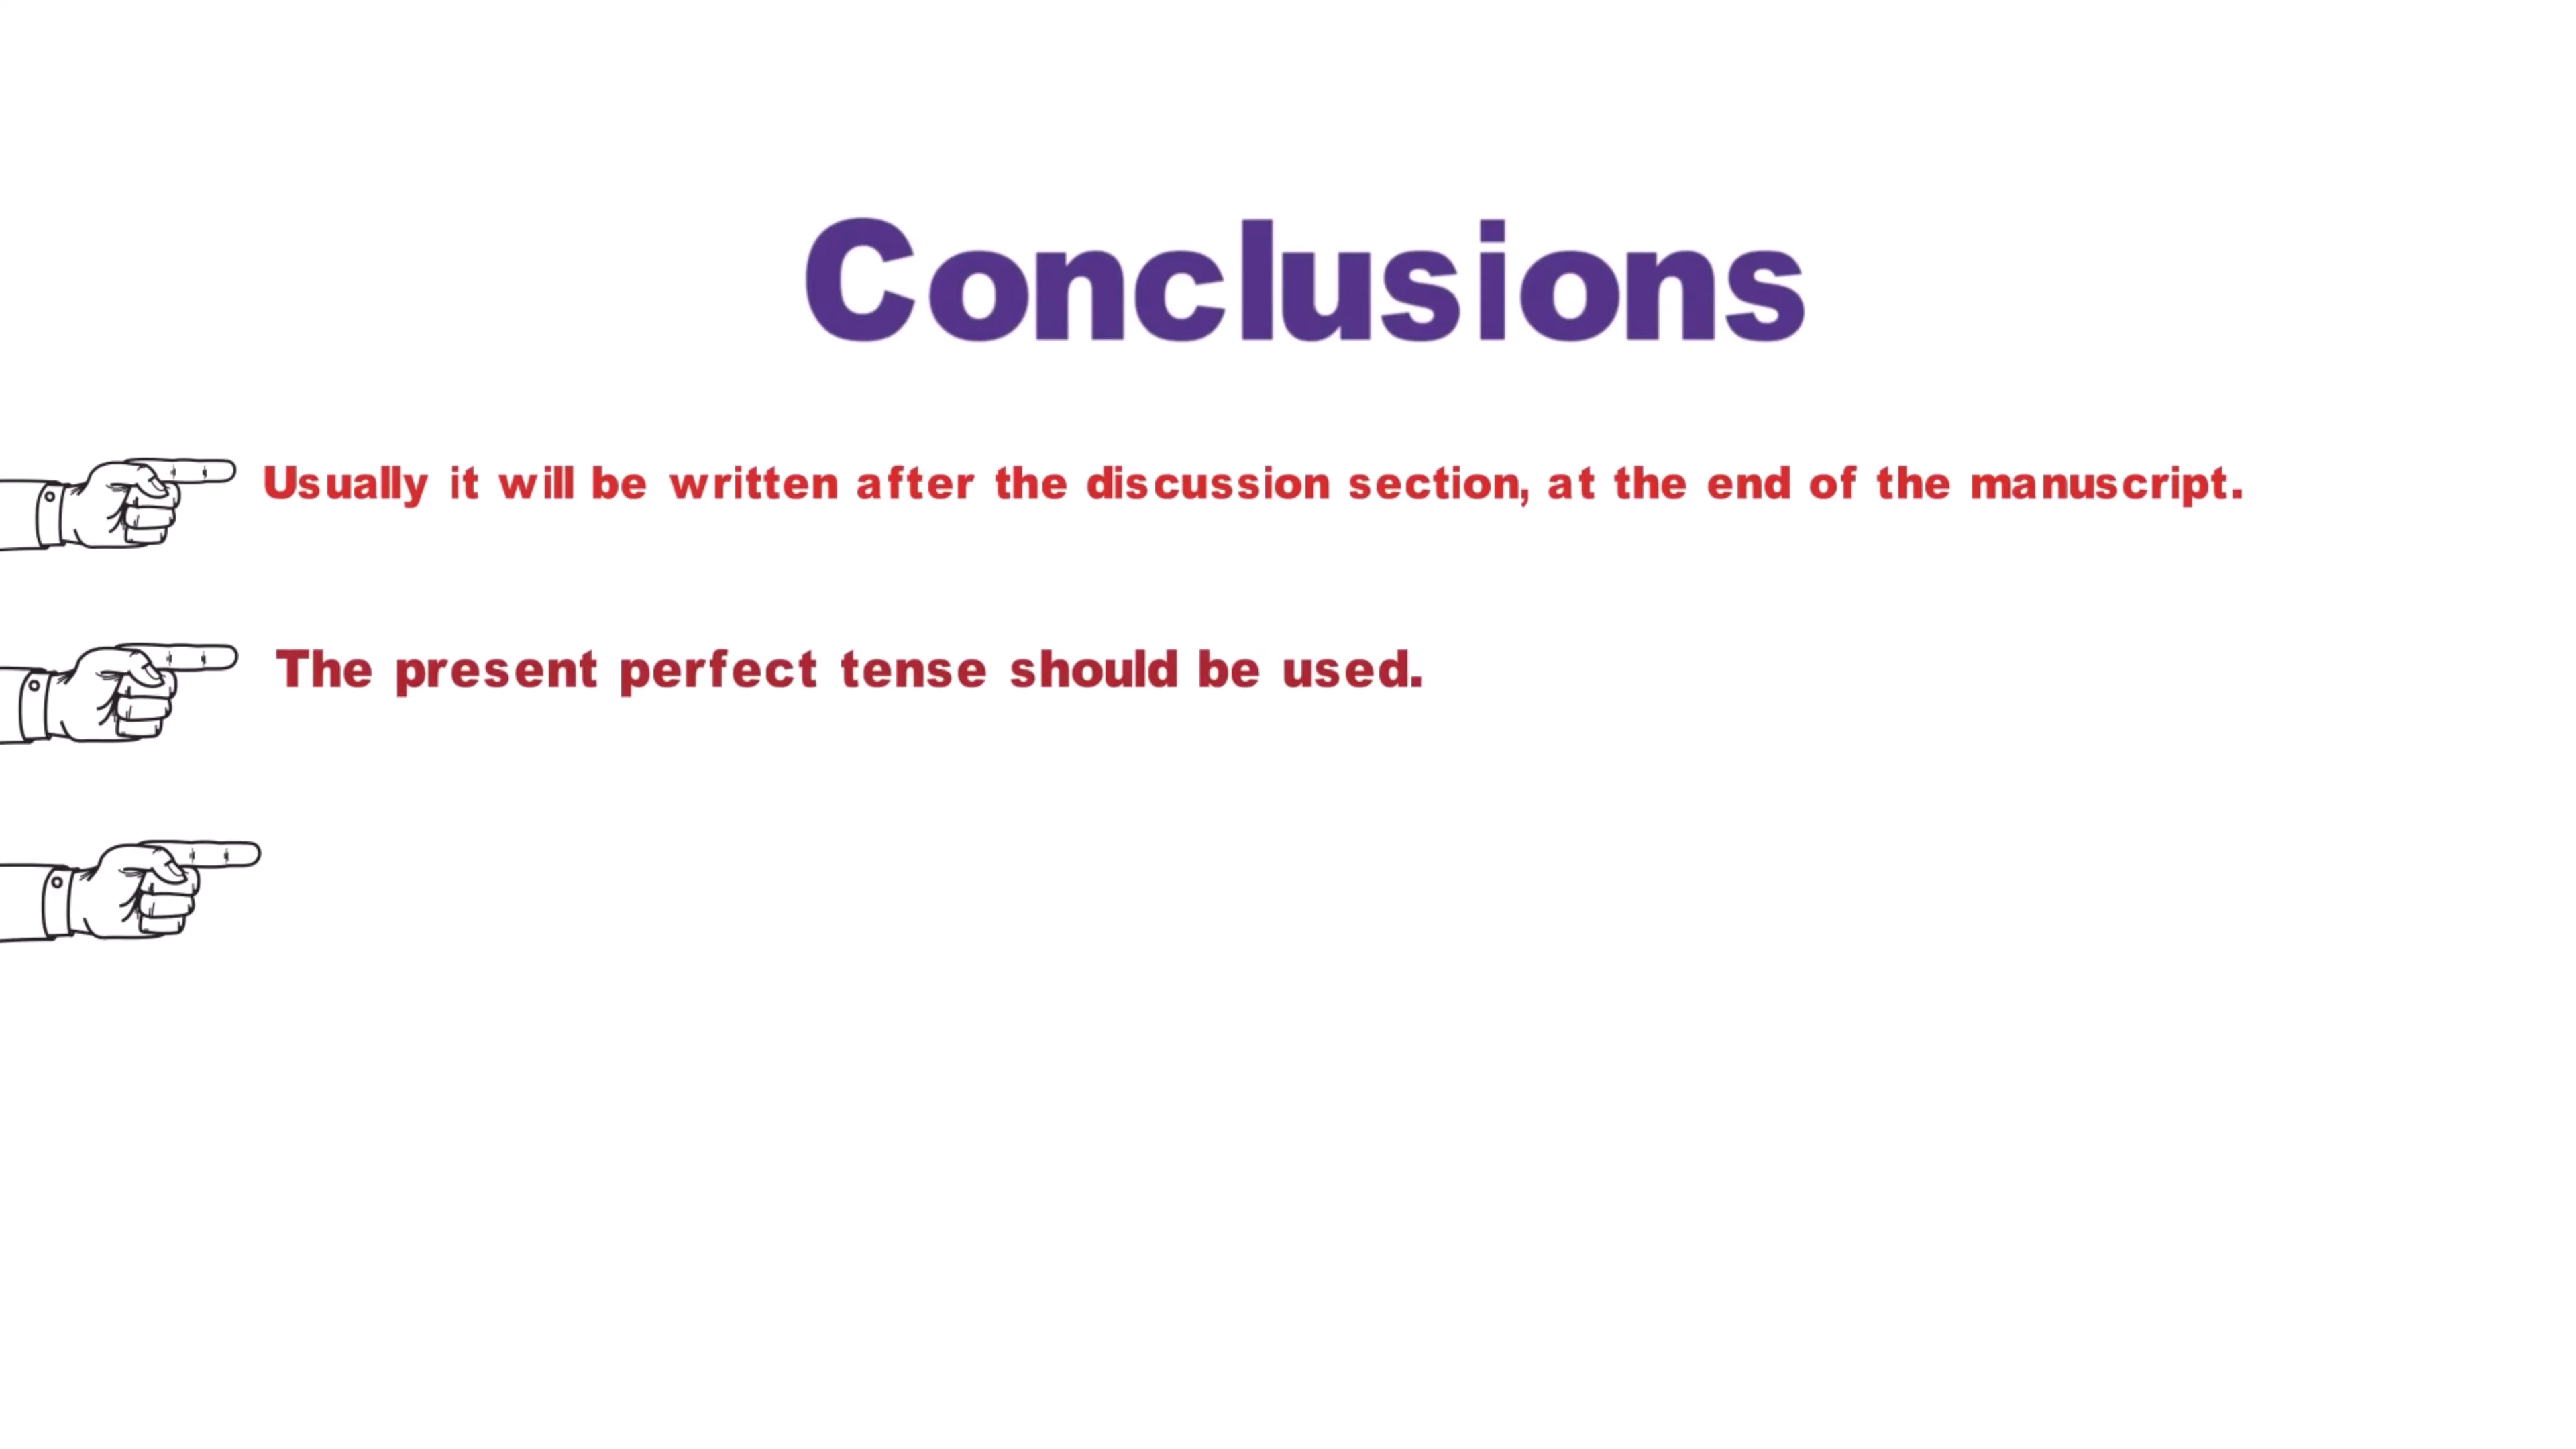 Conclusions
Usually it will be written after the discussion section, at the end of the manuscript.
The present perfect tense should be used.